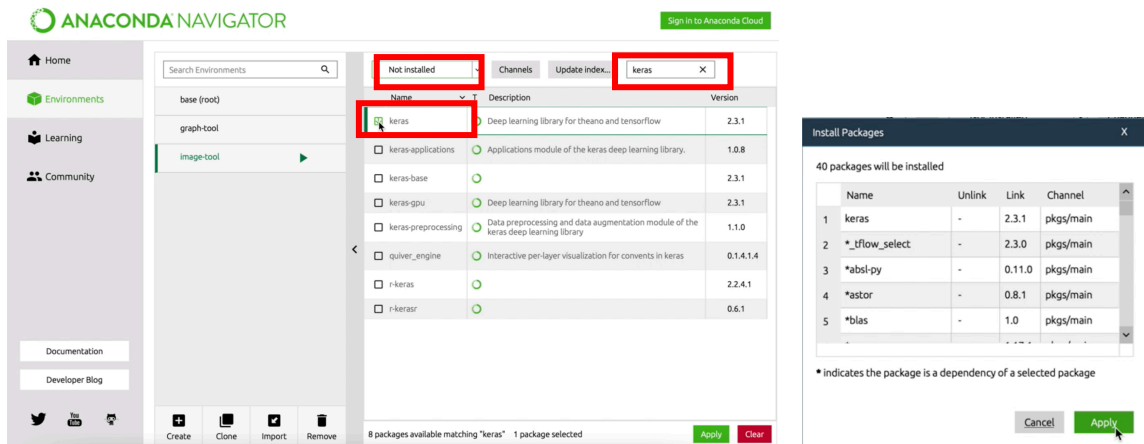 ANACONDA NAVIGATOR
Sign in to Anaconda Cloud
Home
Environments
Learning
Community
Documentation
Developer Blog
You Tube
Search Environments
base (root)
graph-tool
image-tool
Create
Clone
Import
Remove
Not installed
Channels
Update index...
keras
X
Name
T
Description
Version
keras
Deep learning library for theano and tensorflow
2.3.1
keras-applications
Applications module of the keras deep learning library.
1.0.8
keras-base
2.3.1
keras-gpu
Deep learning library for theano and tensorflow
2.3.1
keras-preprocessing
Data preprocessing and data augmentation module of the
keras deep learning library
1.1.0
quiver_engine
Interactive per-layer visualization for convents in keras
0.1.4.1.4
r-keras
2.2.4.1
r-kerasr
0.6.1
8 packages available matching "keras"
1 package selected
Apply
Clear
Install Packages
X
40 packages will be installed
Name Unlink Link Channel
1 keras - 2.3.1 pkgs/main
2 *_tflow_select - 2.3.0 pkgs/main
3 *absl-py - 0.11.0 pkgs/main
4 *astor - 0.8.1 pkgs/main
5 *blas - 1.0 pkgs/main
* indicates the package is a dependency of a selected package
Cancel
Apply